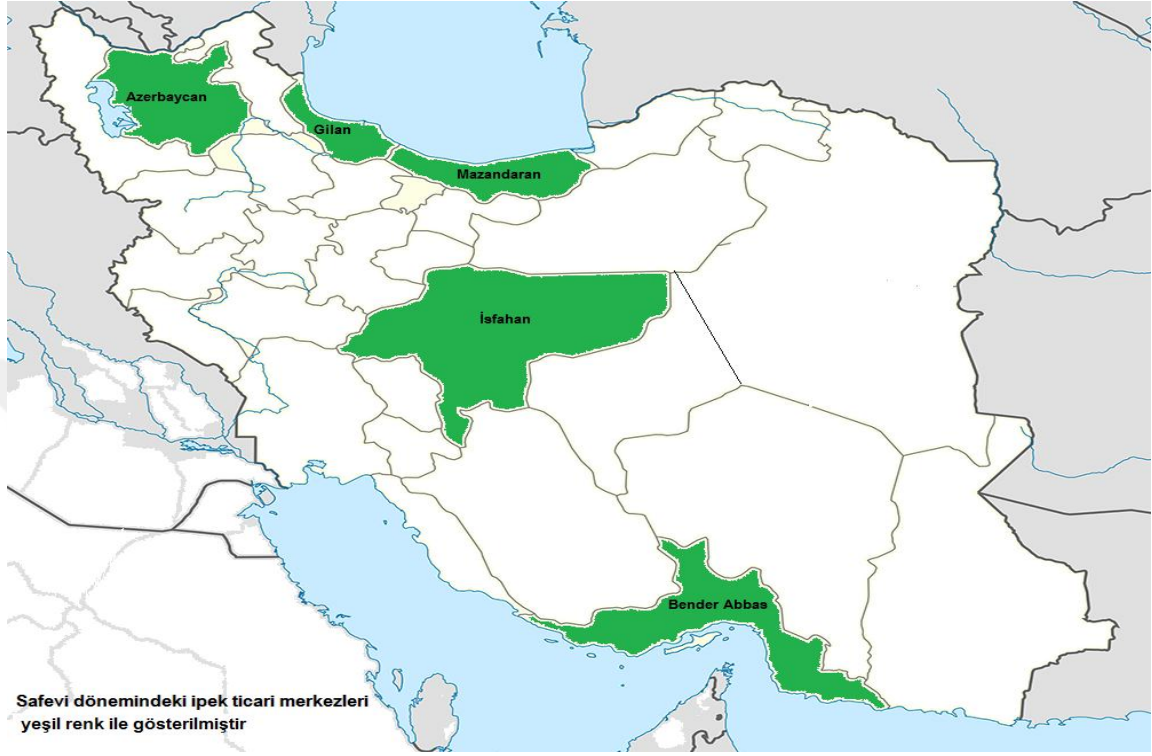 Azerbaycan
Gilan
Mazandaran
İsfahan
Bender Abbas
Safevi dönemindeki ipek ticari merkezleri
yeşil renk ile gösterilmiştir